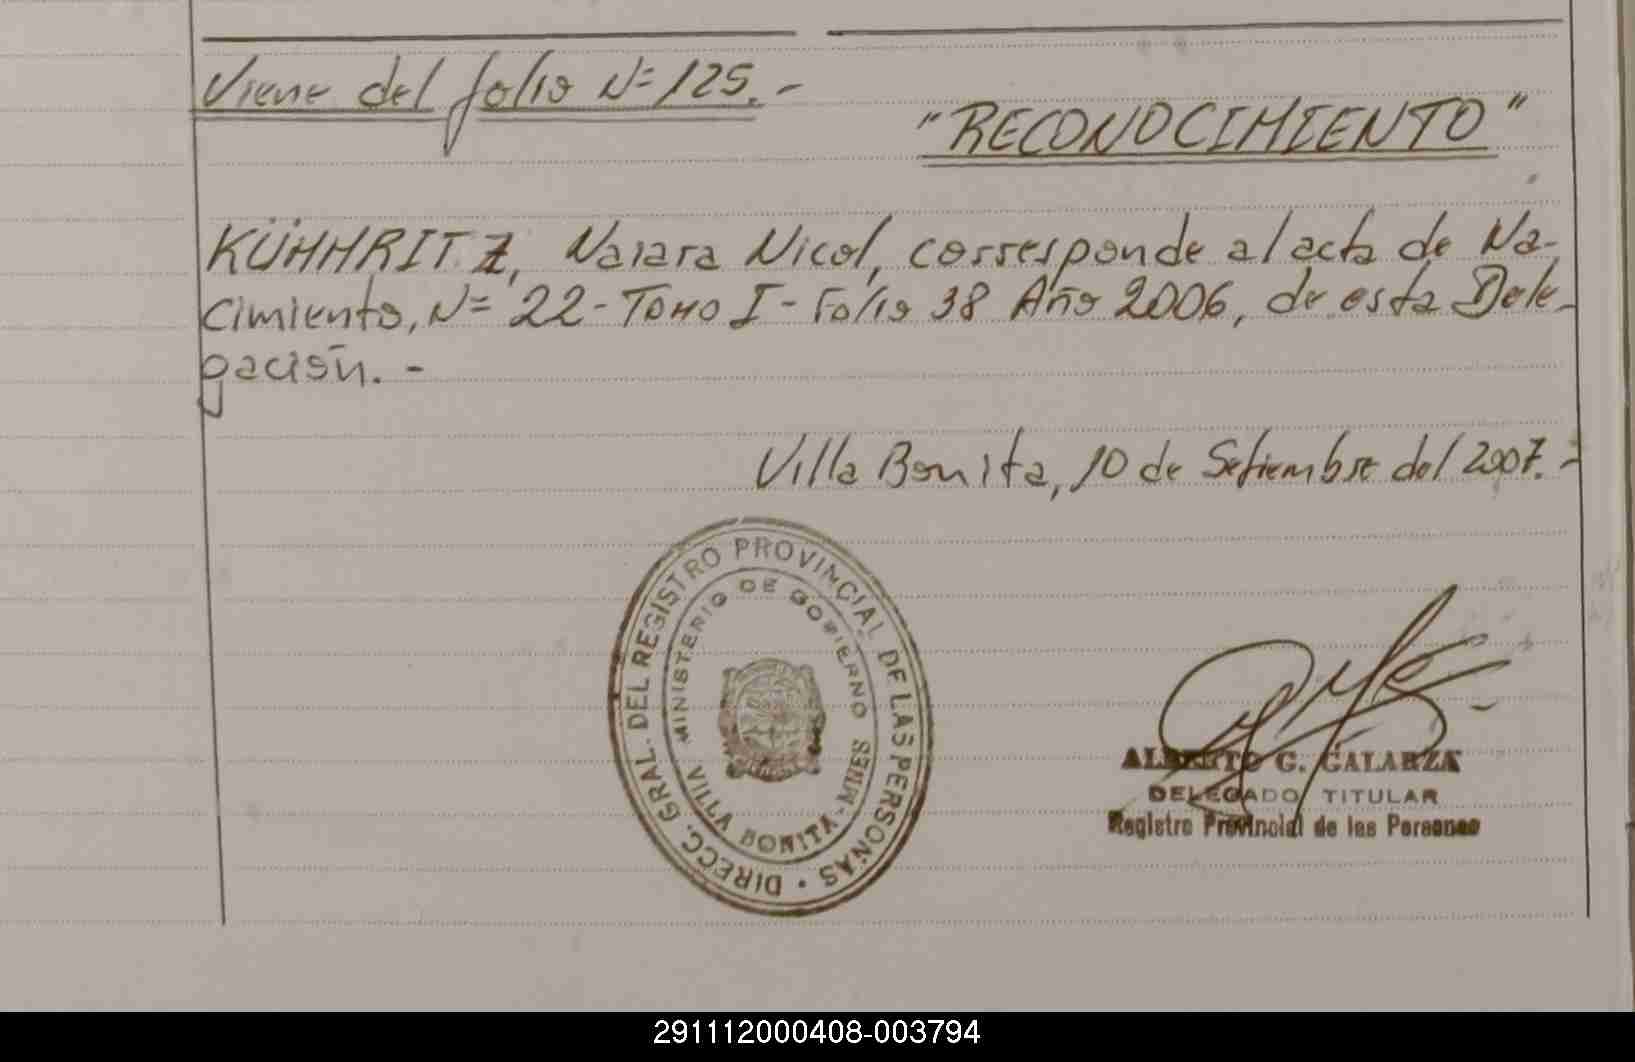 Viene del folio N= 125.-
"RECONOCIMIENTO"
KÜHHRITZ, Naiara Nicol, corresponde al acta de Na-
cimiento, N= 22 - Tomo I - Folio 38 Año 2006, de esta Dele-
gación. -
Villa Bonita, 10 de Setiembre del 2007.-
DIRECC. GRAL. DEL REGISTRO PROVINCIAL DE LAS PERSONAS •
MINISTERIO DE GOBIERNO
VILLA BONITA - MNES
ALBERTO G. GALARZA
DELEGADO TITULAR
Registro Provincial de las Personas
291112000408-003794